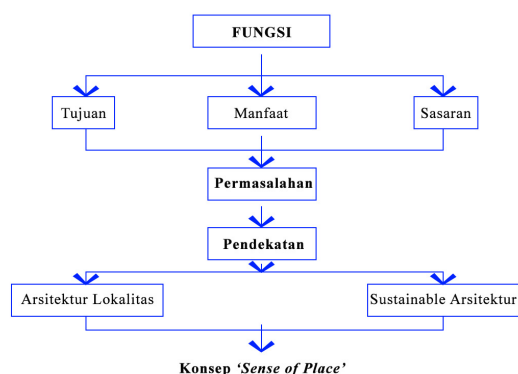 FUNGSI
Tujuan
Manfaat
Sasaran
Permasalahan
Pendekatan
Arsitektur Lokalitas
Sustainable Arsitektur
Konsep ‘Sense of Place’